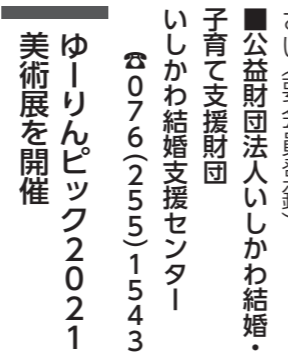 ■公益財団法人いしかわ結婚・
子育て支援財団
いしかわ結婚支援センター
☎076(255)1543
ゆーりんピック2021
美術展を開催